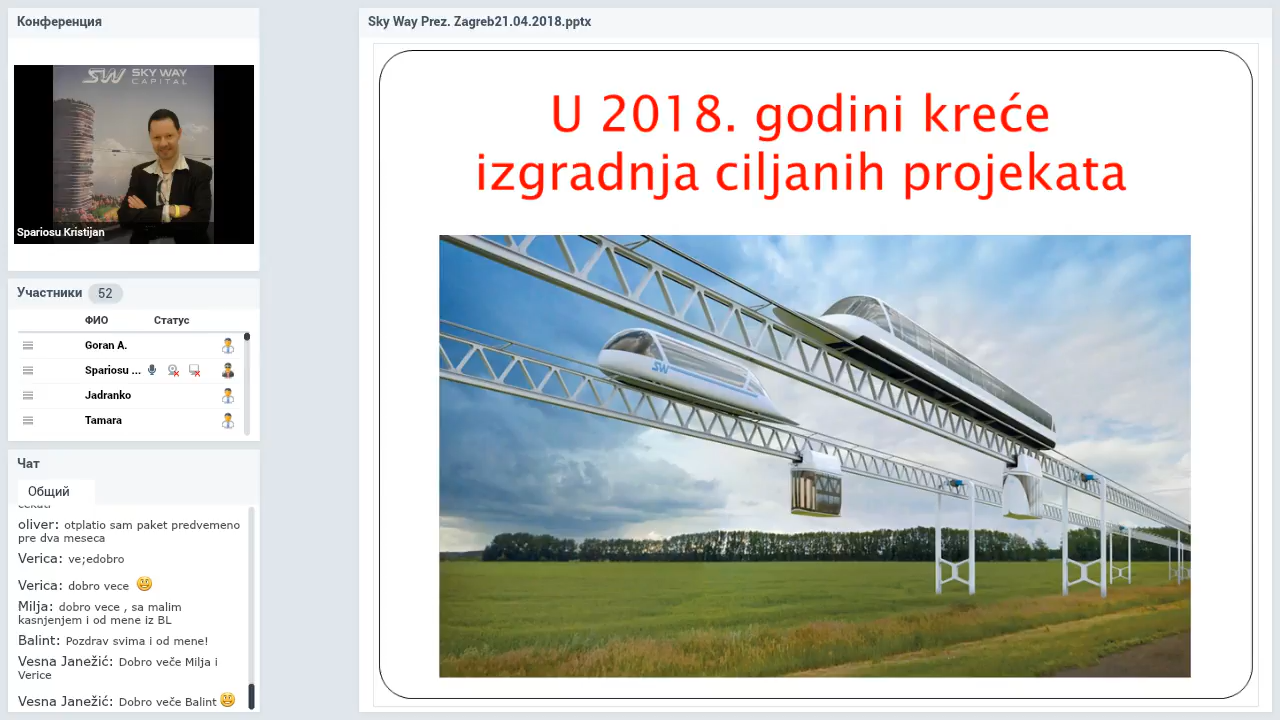 Конференция
SW SKY WAY
CAPITAL
Spariosu Kristijan
Участники 52
ФИО Статус
Goran A.
Spariosu ...
Jadranko
Tamara
Чат
Общий
oliver: otplatio sam paket predvemeno
pre dva meseca
Verica: ve;edobro
Verica: dobro vece
Milja: dobro vece , sa malim
kasnjenjem i od mene iz BL
Balint: Pozdrav svima i od mene!
Vesna Janežić: Dobro veče Milja i
Verice
Vesna Janežić: Dobro veče Balint
Sky Way Prez. Zagreb21.04.2018.pptx
U 2018. godini kreće
izgradnja ciljanih projekata
SW